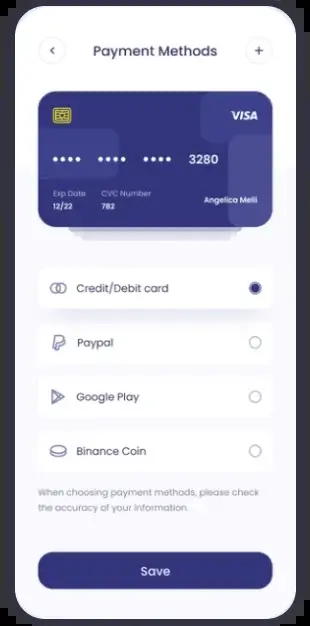 Payment Methods
VISA
•••• •••• •••• 3280
Exp Date CVC Number
12/22 782
Angelica Melli
Credit/Debit card
Paypal
Google Play
Binance Coin
When choosing payment methods, please check
the accuracy of your information.
Save